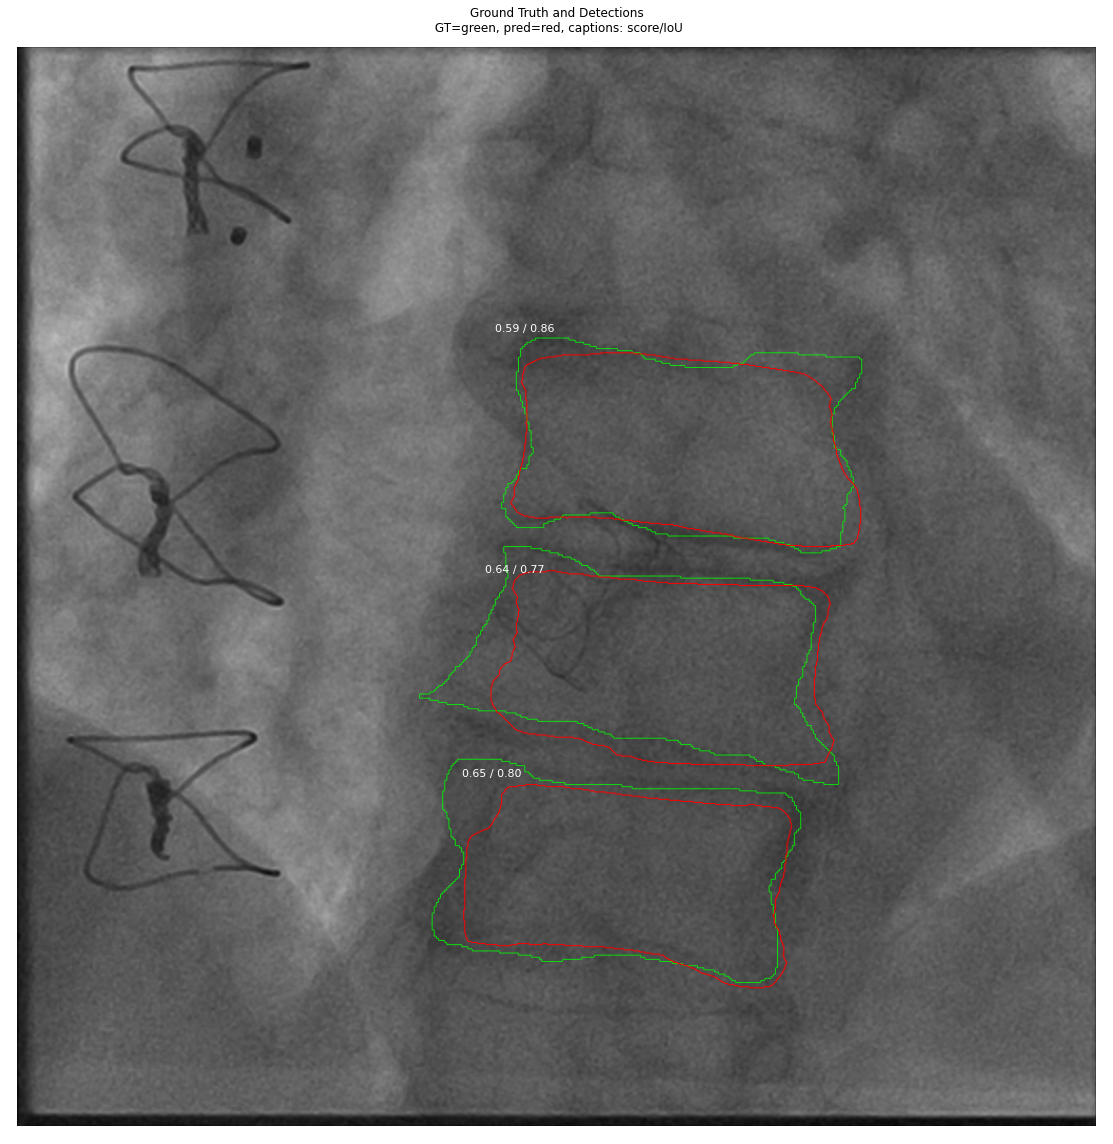 Ground Truth and Detections
GT=green, pred=red, captions: score/IoU
0.59 / 0.86
0.64 / 0.77
0.65 / 0.80